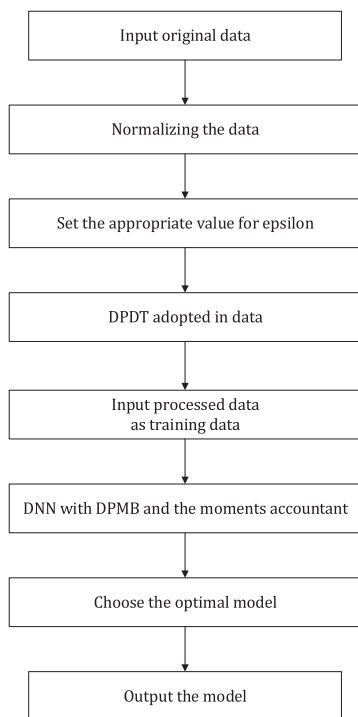 Input original data
Normalizing the data
Set the appropriate value for epsilon
DPDT adopted in data
Input processed data
as training data
DNN with DPMB and the moments accountant
Choose the optimal model
Output the model